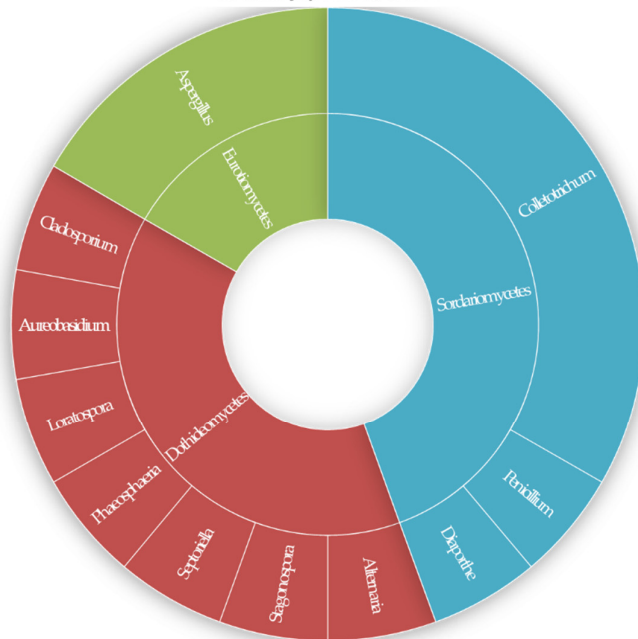 Aspergillus
Eurotiomycetes
Colletotrichum
Sordariomycetes
Cladosporium
Aureobasidium
Loratospora
Dothideomycetes
Phaeosphaeria
Septoriella
Stagonospora
Alternaria
Diaporthe
Penicillium